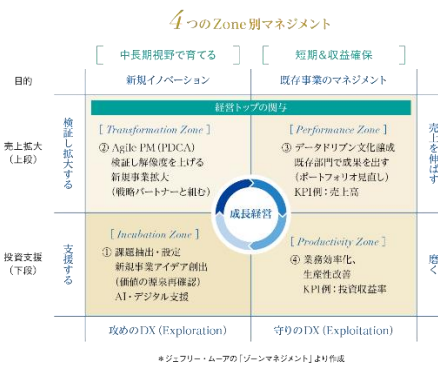 4つのZone別マネジメント
中長期視野で育てる
短期&収益確保
目的
新規イノベーション
既存事業のマネジメント
経営トップの関与
売上拡大
(上段)
検証し拡大する
[ Transformation Zone ]
② Agile PM (PDCA)
検証し解像度を上げる
新規事業拡大
(戦略パートナーと組む)
[ Performance Zone ]
③ データドリブン文化醸成
既存部門で成果を出す
(ポートフォリオ見直し)
KPI例:売上高
売上を伸ばす
成長経営
投資支援
(下段)
支援する
[ Incubation Zone ]
① 課題抽出・設定
新規事業アイデア創出
(価値の源泉再確認)
AI・デジタル支援
[ Productivity Zone ]
④ 業務効率化、
生産性改善
KPI例:投資収益率
磨く
攻めのDX (Exploration)
守りのDX (Exploitation)
*ジェフリー・ムーアの「ゾーンマネジメント」より作成